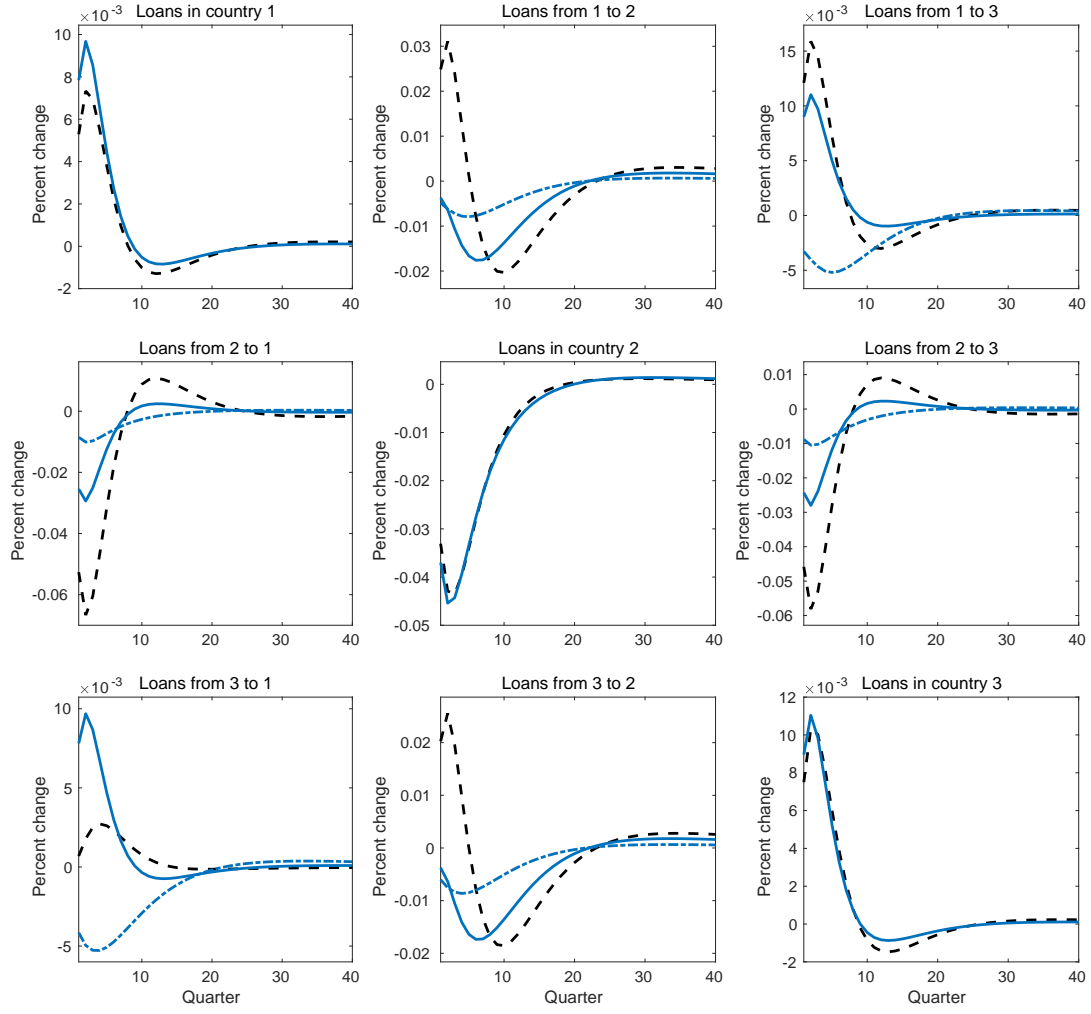 Loans in country 1
×10⁻³
Percent change
10
8
6
4
2
0
-2
10 20 30 40
Loans from 1 to 2
Percent change
0.03
0.02
0.01
0
-0.01
-0.02
10 20 30 40
Loans from 1 to 3
×10⁻³
Percent change
15
10
5
0
-5
10 20 30 40
Loans from 2 to 1
Percent change
0
-0.02
-0.04
-0.06
10 20 30 40
Loans in country 2
Percent change
0
-0.01
-0.02
-0.03
-0.04
-0.05
10 20 30 40
Loans from 2 to 3
Percent change
0.01
0
-0.01
-0.02
-0.03
-0.04
-0.05
-0.06
10 20 30 40
Loans from 3 to 1
×10⁻³
Percent change
10
5
0
-5
10 20 30 40
Quarter
Loans from 3 to 2
Percent change
0.02
0.01
0
-0.01
-0.02
10 20 30 40
Quarter
Loans in country 3
×10⁻³
Percent change
12
10
8
6
4
2
0
-2
10 20 30 40
Quarter